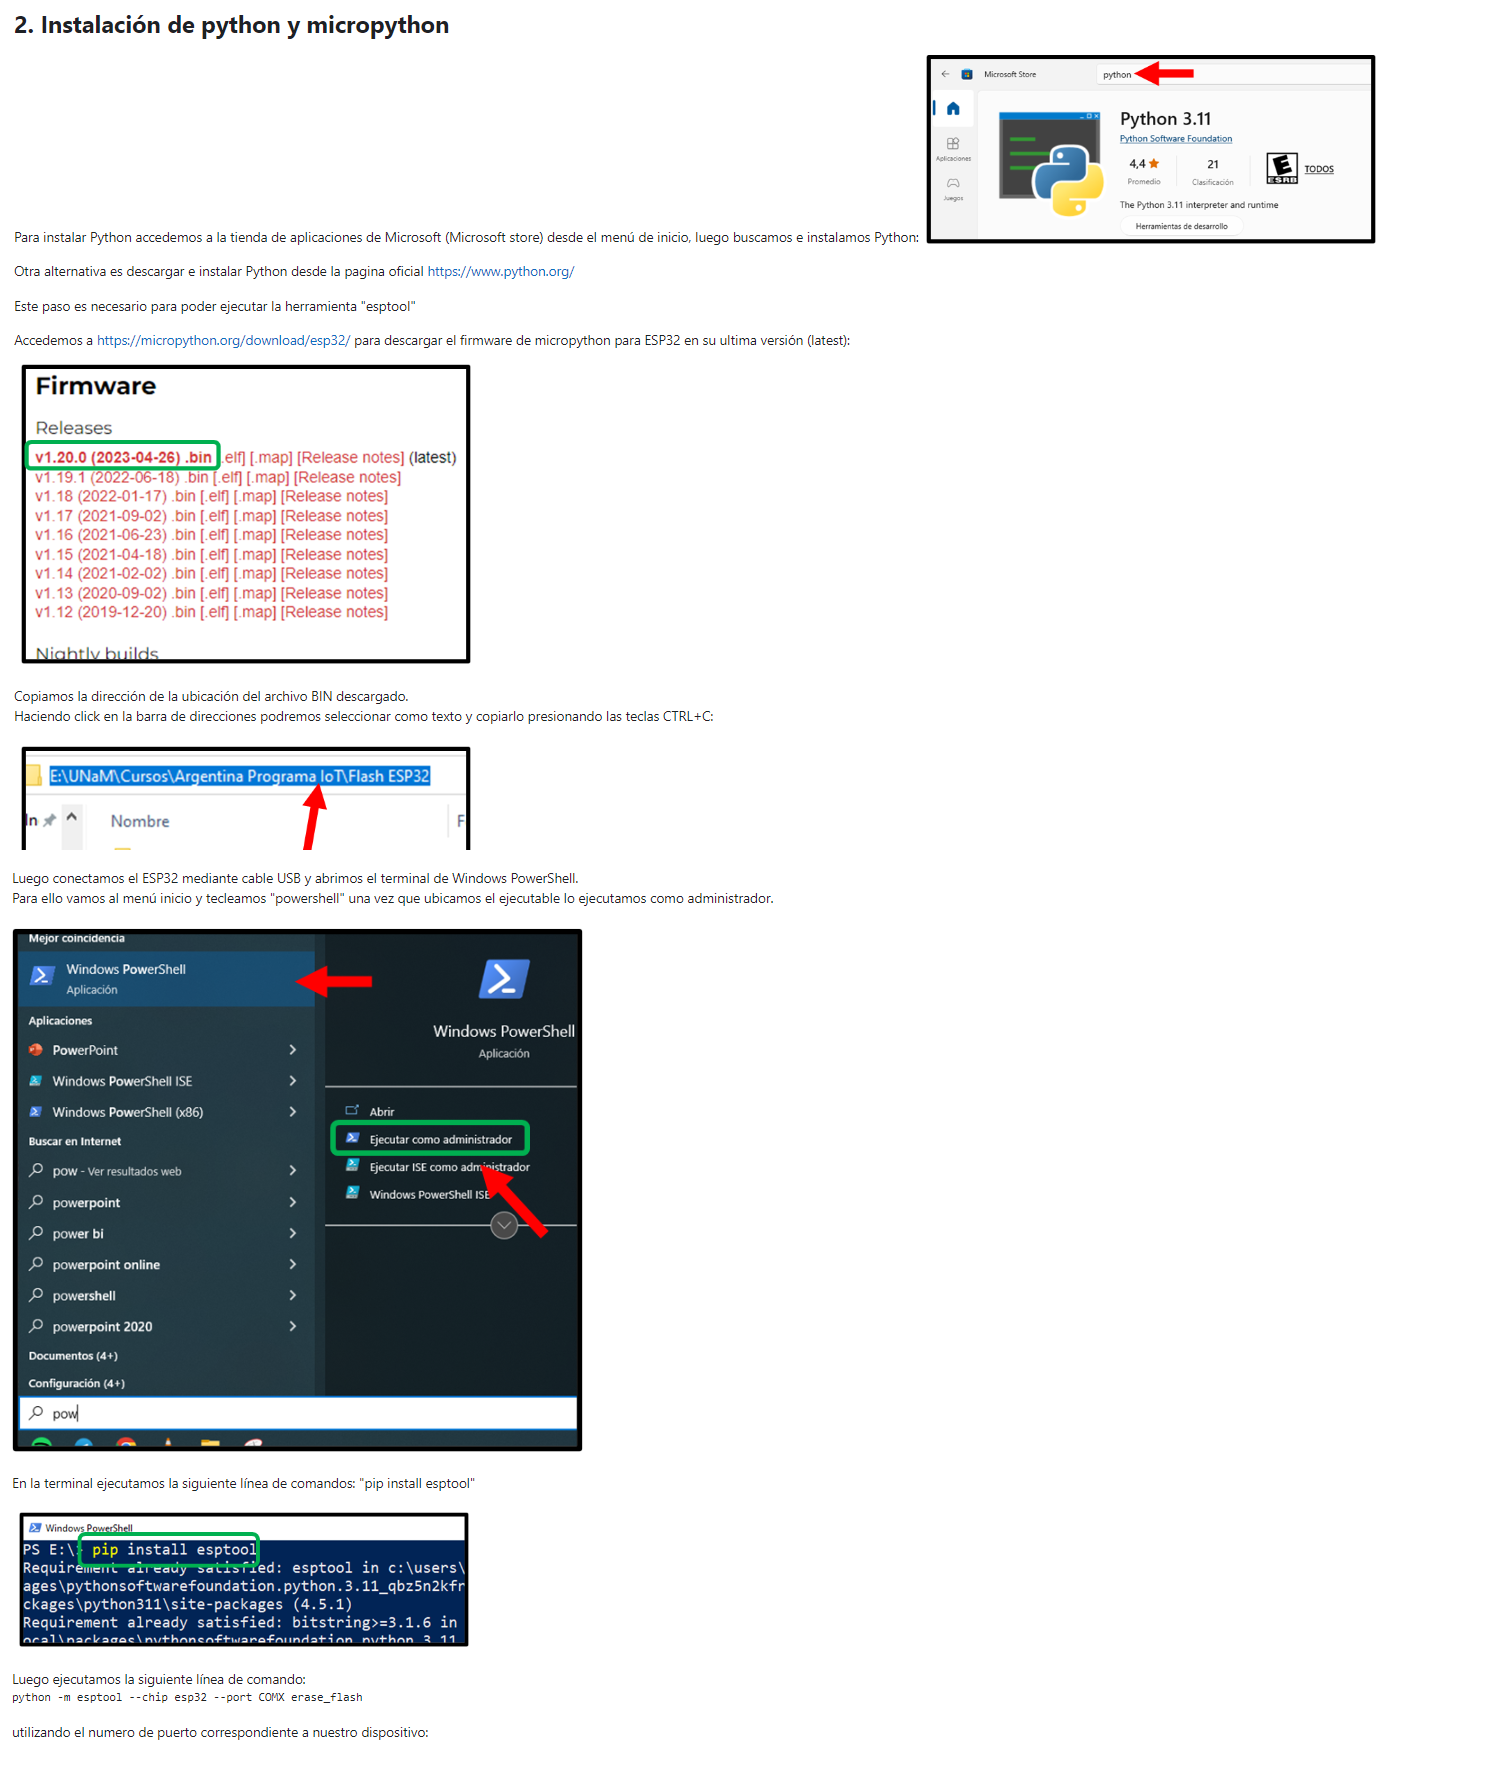 2. Instalación de python y micropython
Microsoft Store
python
Aplicaciones
Juegos
Python 3.11
Python Software Foundation
4,4
Promedio
21
Clasificación
E
ESRB
TODOS
The Python 3.11 interpreter and runtime
Herramientas de desarrollo
Para instalar Python accedemos a la tienda de aplicaciones de Microsoft (Microsoft store) desde el menú de inicio, luego buscamos e instalamos Python:
Otra alternativa es descargar e instalar Python desde la pagina oficial https://www.python.org/
Este paso es necesario para poder ejecutar la herramienta "esptool"
Accedemos a https://micropython.org/download/esp32/ para descargar el firmware de micropython para ESP32 en su ultima versión (latest):
Firmware
Releases
v1.20.0 (2023-04-26) .bin .elf] [.map] [Release notes] (latest)
v1.19.1 (2022-06-18) .bin [.elf] [.map] [Release notes]
v1.18 (2022-01-17) .bin [.elf] [.map] [Release notes]
v1.17 (2021-09-02) .bin [.elf] [.map] [Release notes]
v1.16 (2021-06-23) .bin [.elf] [.map] [Release notes]
v1.15 (2021-04-18) .bin [.elf] [.map] [Release notes]
v1.14 (2021-02-02) .bin [.elf] [.map] [Release notes]
v1.13 (2020-09-02) .bin [.elf] [.map] [Release notes]
v1.12 (2019-12-20) .bin [.elf] [.map] [Release notes]
Nightly builds
Copiamos la dirección de la ubicación del archivo BIN descargado.
Haciendo click en la barra de direcciones podremos seleccionar como texto y copiarlo presionando las teclas CTRL+C:
E:\UNaM\Cursos\Argentina Programa IoT\Flash ESP32
In
Nombre
F
Luego conectamos el ESP32 mediante cable USB y abrimos el terminal de Windows PowerShell.
Para ello vamos al menú inicio y tecleamos "powershell" una vez que ubicamos el ejecutable lo ejecutamos como administrador.
Mejor coincidencia
Windows PowerShell
Aplicación
Aplicaciones
PowerPoint
Windows PowerShell ISE
Windows PowerShell (x86)
Buscar en Internet
pow - Ver resultados web
powerpoint
power bi
powerpoint online
powershell
powerpoint 2020
Documentos (4+)
Configuración (4+)
pow
Windows PowerShell
Aplicación
Abrir
Ejecutar como administrador
Ejecutar ISE como administrador
Windows PowerShell ISE
En la terminal ejecutamos la siguiente línea de comandos: "pip install esptool"
Windows PowerShell
PS E:\ pip install esptool
Requirement already satisfied: esptool in c:\users\
ages\pythonsoftwarefoundation.python.3.11_qbz5n2kfr
ckages\python311\site-packages (4.5.1)
Requirement already satisfied: bitstring>=3.1.6 in
ocal\packages\pythonsoftwarefoundation.python.3.11
Luego ejecutamos la siguiente línea de comando:
python -m esptool --chip esp32 --port COMX erase_flash
utilizando el numero de puerto correspondiente a nuestro dispositivo: